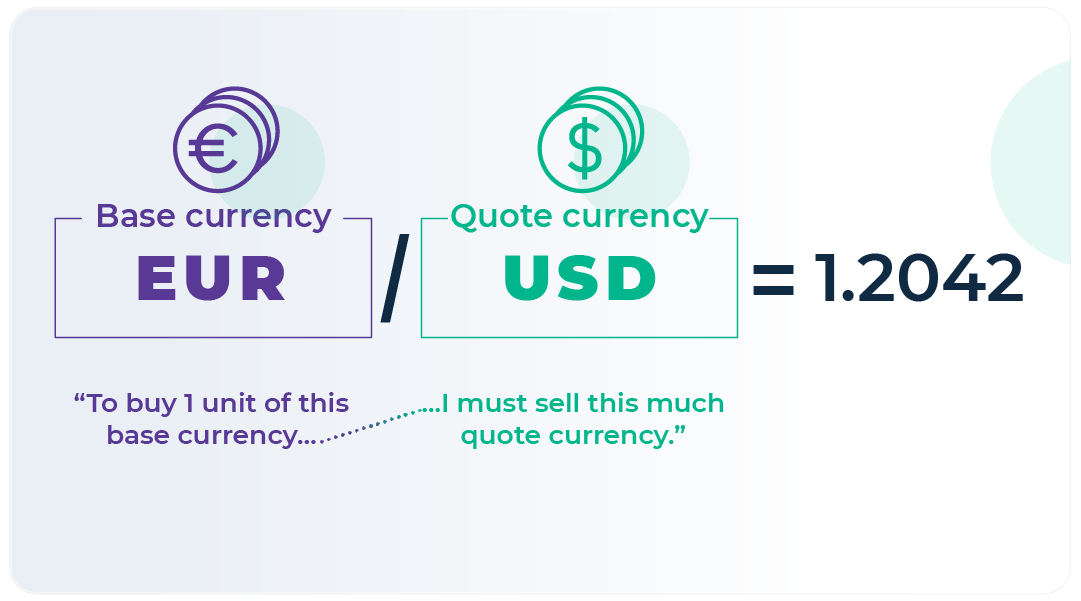 €
$
Base currency
Quote currency
EUR / USD = 1.2042
“To buy 1 unit of this
base currency...
...I must sell this much
quote currency.”